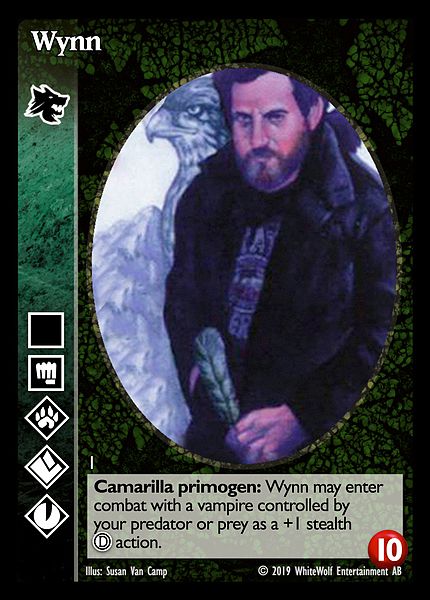 Wynn
Camarilla primogen: Wynn may enter
combat with a vampire controlled by
your predator or prey as a +1 stealth
Ⓓ action.
10
Illus: Susan Van Camp
© 2019 WhiteWolf Entertainment AB